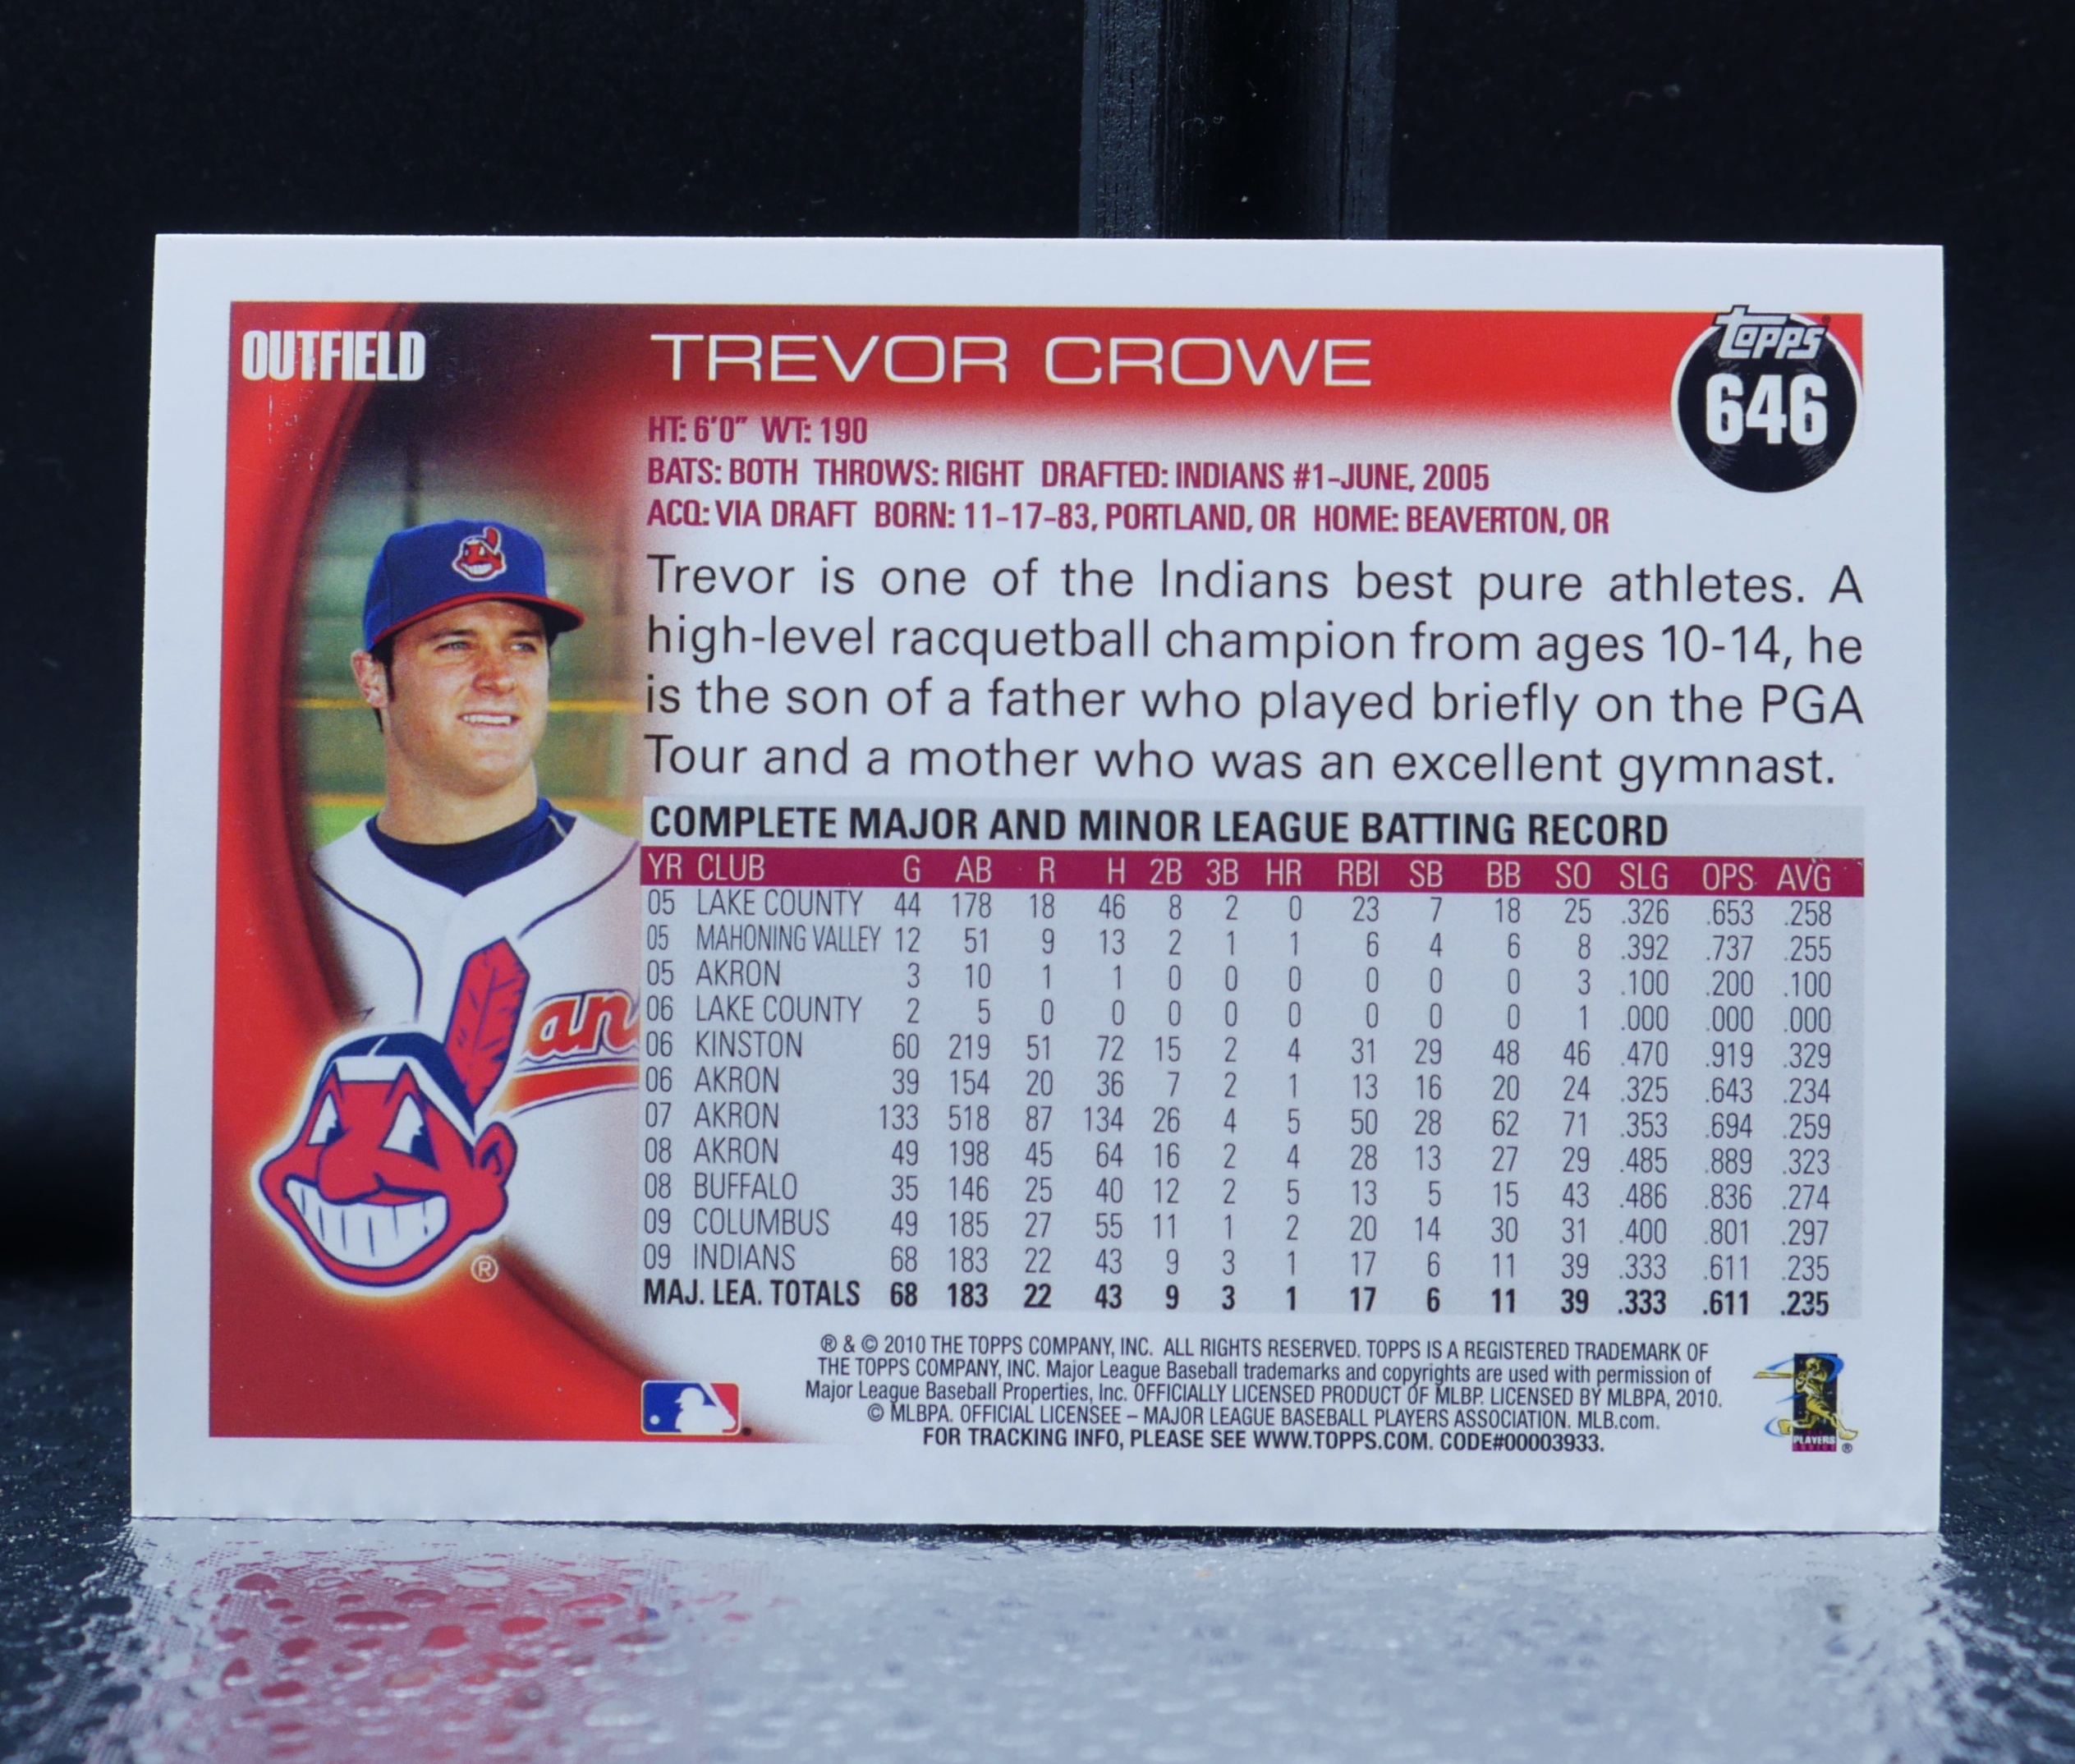 OUTFIELD
TREVOR CROWE
TOPPS
646
HT: 6'0" WT: 190
BATS: BOTH THROWS: RIGHT DRAFTED: INDIANS #1-JUNE, 2005
ACQ: VIA DRAFT BORN: 11-17-83, PORTLAND, OR HOME: BEAVERTON, OR
Trevor is one of the Indians best pure athletes. A
high-level racquetball champion from ages 10-14, he
is the son of a father who played briefly on the PGA
Tour and a mother who was an excellent gymnast.
COMPLETE MAJOR AND MINOR LEAGUE BATTING RECORD
YR CLUB G AB R H 2B 3B HR RBI SB BB SO SLG OPS AVG
05 LAKE COUNTY 44 178 18 46 8 2 0 23 7 18 25 .326 .653 .258
05 MAHONING VALLEY 12 51 9 13 2 1 1 6 4 6 8 .392 .737 .255
05 AKRON 3 10 1 1 0 0 0 0 0 0 3 .100 .200 .100
06 LAKE COUNTY 2 5 0 0 0 0 0 0 0 0 1 .000 .000 .000
06 KINSTON 60 219 51 72 15 2 4 31 29 48 46 .470 .919 .329
06 AKRON 39 154 20 36 7 2 1 13 16 20 24 .325 .643 .234
07 AKRON 133 518 87 134 26 4 5 50 28 62 71 .353 .694 .259
08 AKRON 49 198 45 64 16 2 4 28 13 27 29 .485 .889 .323
08 BUFFALO 35 146 25 40 12 2 5 13 5 15 43 .486 .836 .274
09 COLUMBUS 49 185 27 55 11 1 2 20 14 30 31 .400 .801 .297
09 INDIANS 68 183 22 43 9 3 1 17 6 11 39 .333 .611 .235
MAJ. LEA. TOTALS 68 183 22 43 9 3 1 17 6 11 39 .333 .611 .235
an
®
® & © 2010 THE TOPPS COMPANY, INC. ALL RIGHTS RESERVED. TOPPS IS A REGISTERED TRADEMARK OF
THE TOPPS COMPANY, INC. Major League Baseball trademarks and copyrights are used with permission of
Major League Baseball Properties, Inc. OFFICIALLY LICENSED PRODUCT OF MLBP. LICENSED BY MLBPA, 2010.
© MLBPA. OFFICIAL LICENSEE – MAJOR LEAGUE BASEBALL PLAYERS ASSOCIATION. MLB.com.
FOR TRACKING INFO, PLEASE SEE WWW.TOPPS.COM. CODE#00003933.
PLAYERS
®